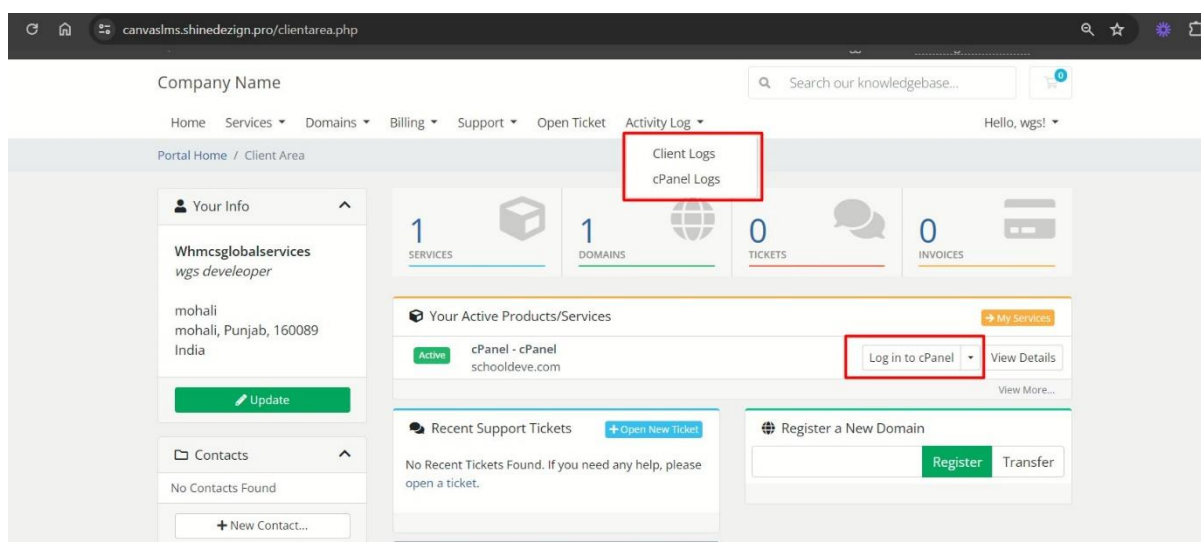 canvaslms.shinedezign.pro/clientarea.php
Company Name
Search our knowledgebase...
0
Home Services Domains Billing Support Open Ticket Activity Log Hello, wgs!
Portal Home / Client Area
Client Logs
cPanel Logs
Your Info
Whmcsglobalservices
wgs develeoper
mohali
mohali, Punjab, 160089
India
Update
Contacts
No Contacts Found
New Contact...
1
SERVICES
1
DOMAINS
0
TICKETS
0
INVOICES
Your Active Products/Services
My Services
Active
cPanel - cPanel
schooldeve.com
Log in to cPanel
View Details
View More...
Recent Support Tickets
Open New Ticket
No Recent Tickets Found. If you need any help, please
open a ticket.
Register a New Domain
Register
Transfer